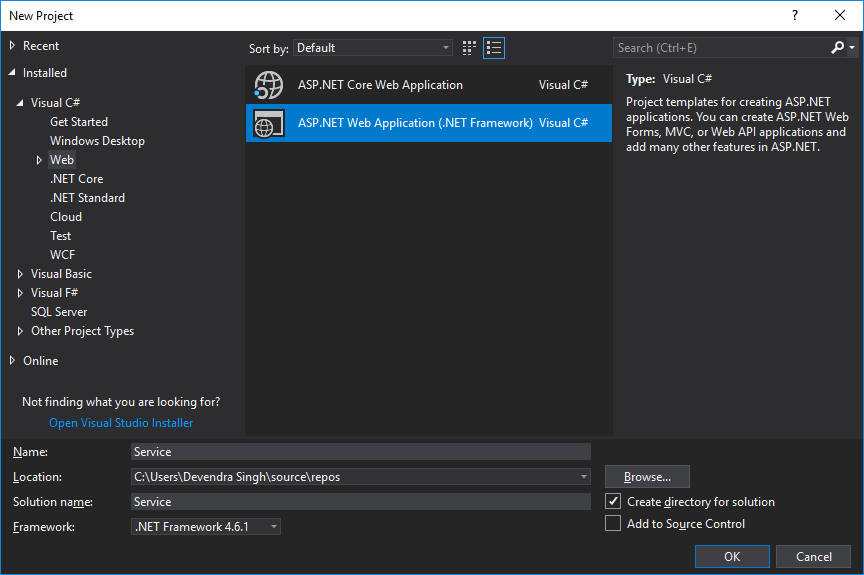 New Project
?
Recent
Installed
Visual C#
Get Started
Windows Desktop
Web
.NET Core
.NET Standard
Cloud
Test
WCF
Visual Basic
Visual F#
SQL Server
Other Project Types
Online
Not finding what you are looking for?
Open Visual Studio Installer
Sort by: Default
ASP.NET Core Web Application Visual C#
ASP.NET Web Application (.NET Framework) Visual C#
Search (Ctrl+E)
Type: Visual C#
Project templates for creating ASP.NET
applications. You can create ASP.NET Web
Forms, MVC, or Web API applications and
add many other features in ASP.NET.
Name: Service
Location: C:\Users\Devendra Singh\source\repos Browse...
Solution name: Service Create directory for solution
Framework: .NET Framework 4.6.1 Add to Source Control
OK Cancel